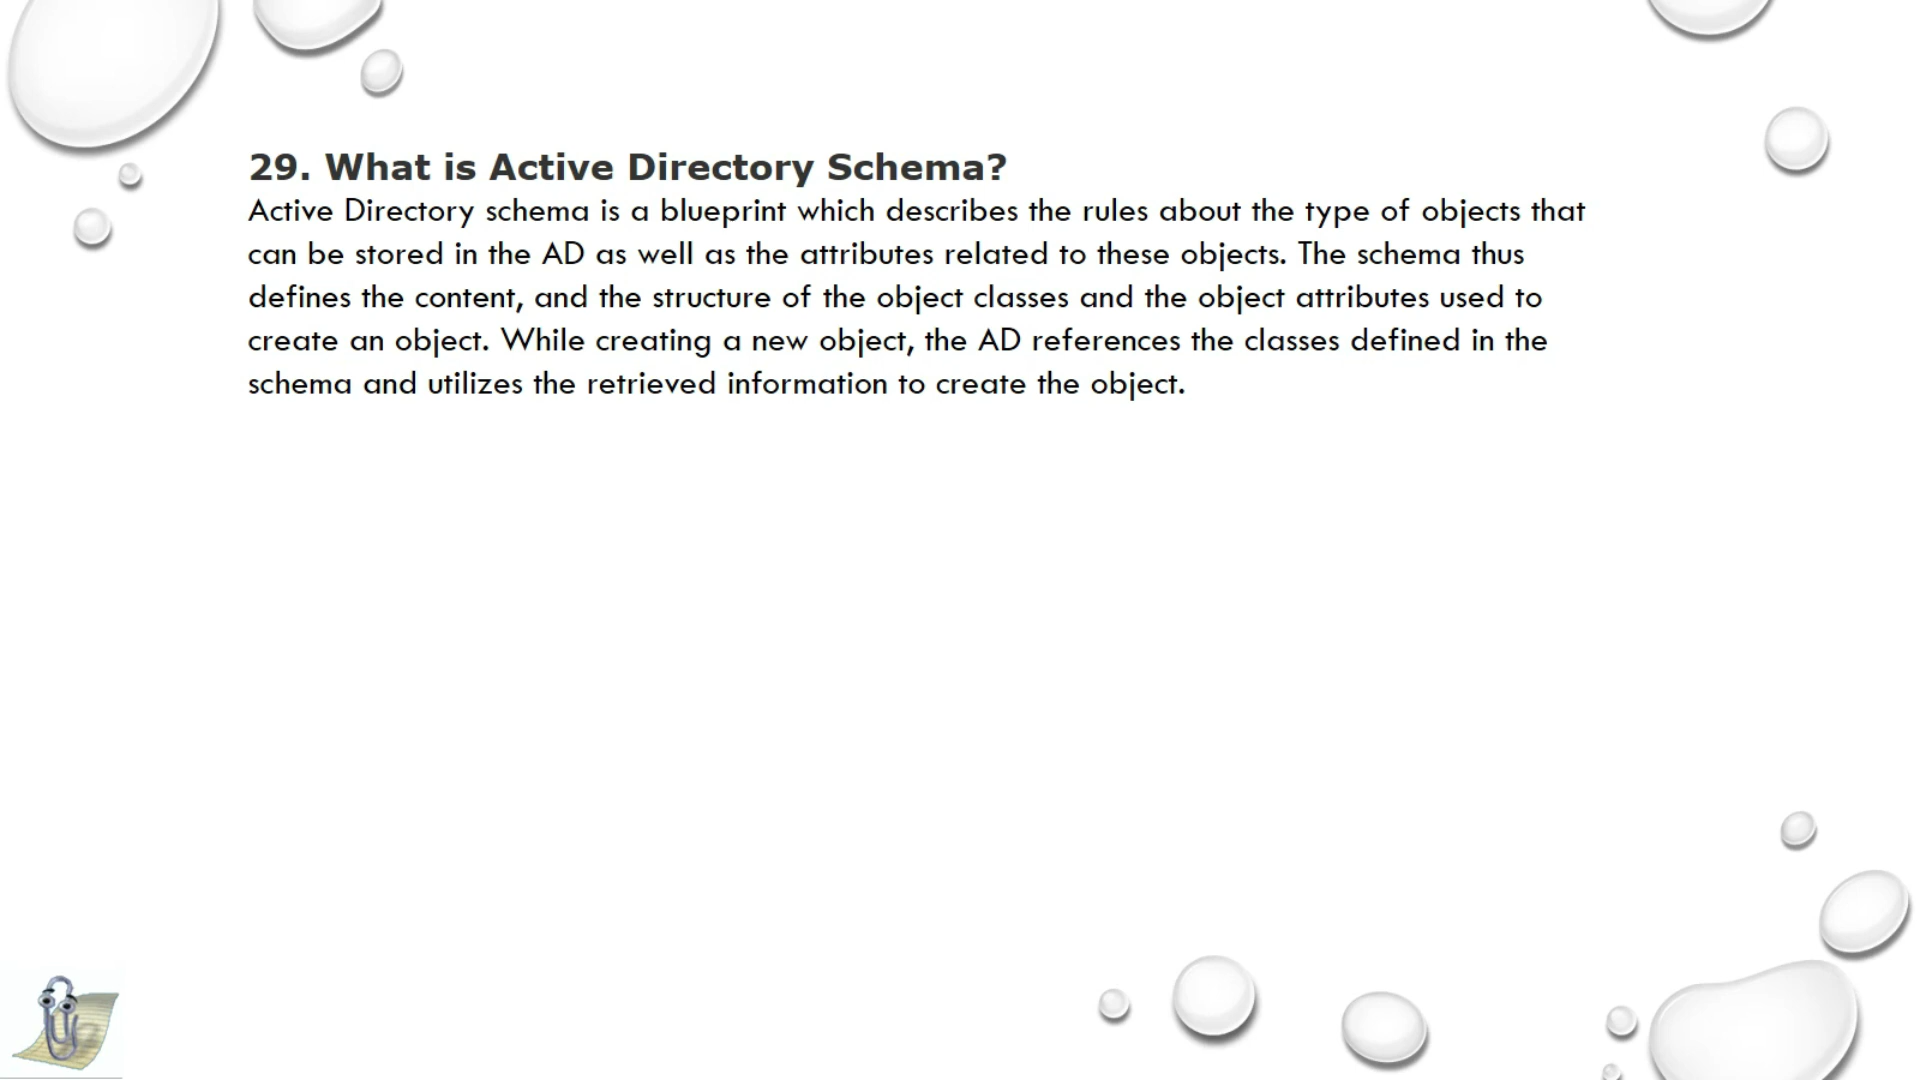 29. What is Active Directory Schema?
Active Directory schema is a blueprint which describes the rules about the type of objects that
can be stored in the AD as well as the attributes related to these objects. The schema thus
defines the content, and the structure of the object classes and the object attributes used to
create an object. While creating a new object, the AD references the classes defined in the
schema and utilizes the retrieved information to create the object.